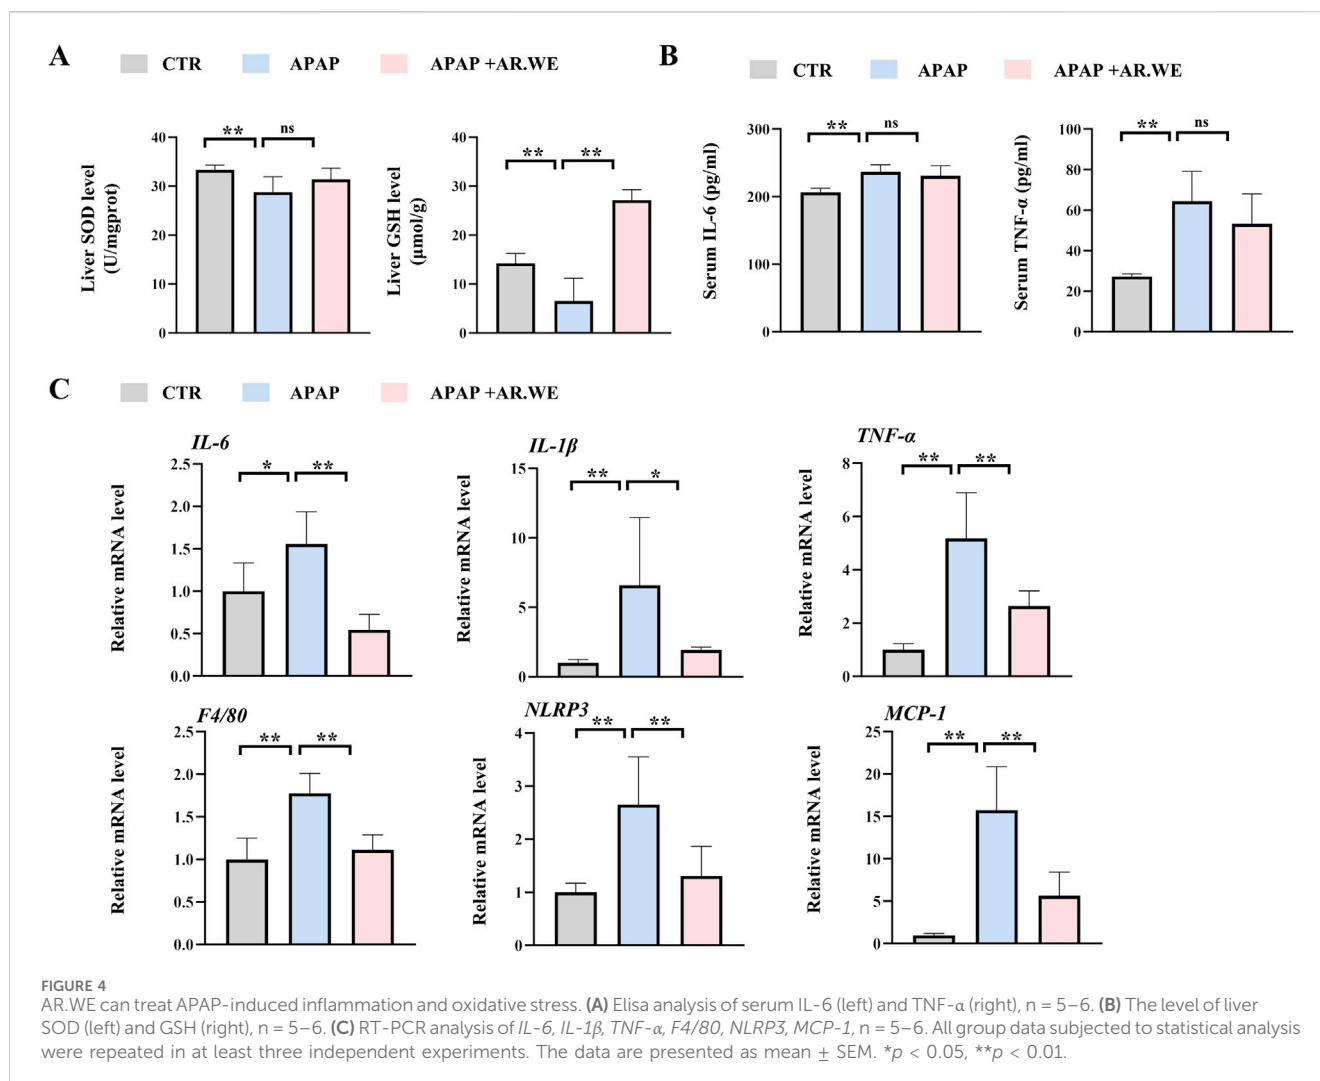 A
CTR APAP APAP +AR.WE
B
CTR APAP APAP +AR.WE
Liver SOD level
(U/mgprot)
40
30
20
10
0
** ns
Liver GSH level
(μmol/g)
40
30
20
10
0
** **
Serum IL-6 (pg/ml)
300
200
100
0
** ns
Serum TNF-α (pg/ml)
100
80
60
40
20
0
** ns
C
CTR APAP APAP +AR.WE
IL-6
Relative mRNA level
2.5
2.0
1.5
1.0
0.5
0.0
* **
IL-1β
Relative mRNA level
15
10
5
0
** *
TNF-α
Relative mRNA level
8
6
4
2
0
** **
F4/80
Relative mRNA level
2.5
2.0
1.5
1.0
0.5
0.0
** **
NLRP3
Relative mRNA level
4
3
2
1
0
** **
MCP-1
Relative mRNA level
25
20
15
10
5
0
** **
FIGURE 4
AR.WE can treat APAP-induced inflammation and oxidative stress. (A) Elisa analysis of serum IL-6 (left) and TNF-α (right), n = 5–6. (B) The level of liver
SOD (left) and GSH (right), n = 5–6. (C) RT-PCR analysis of IL-6, IL-1β, TNF-α, F4/80, NLRP3, MCP-1, n = 5–6. All group data subjected to statistical analysis
were repeated in at least three independent experiments. The data are presented as mean ± SEM. *p < 0.05, **p < 0.01.